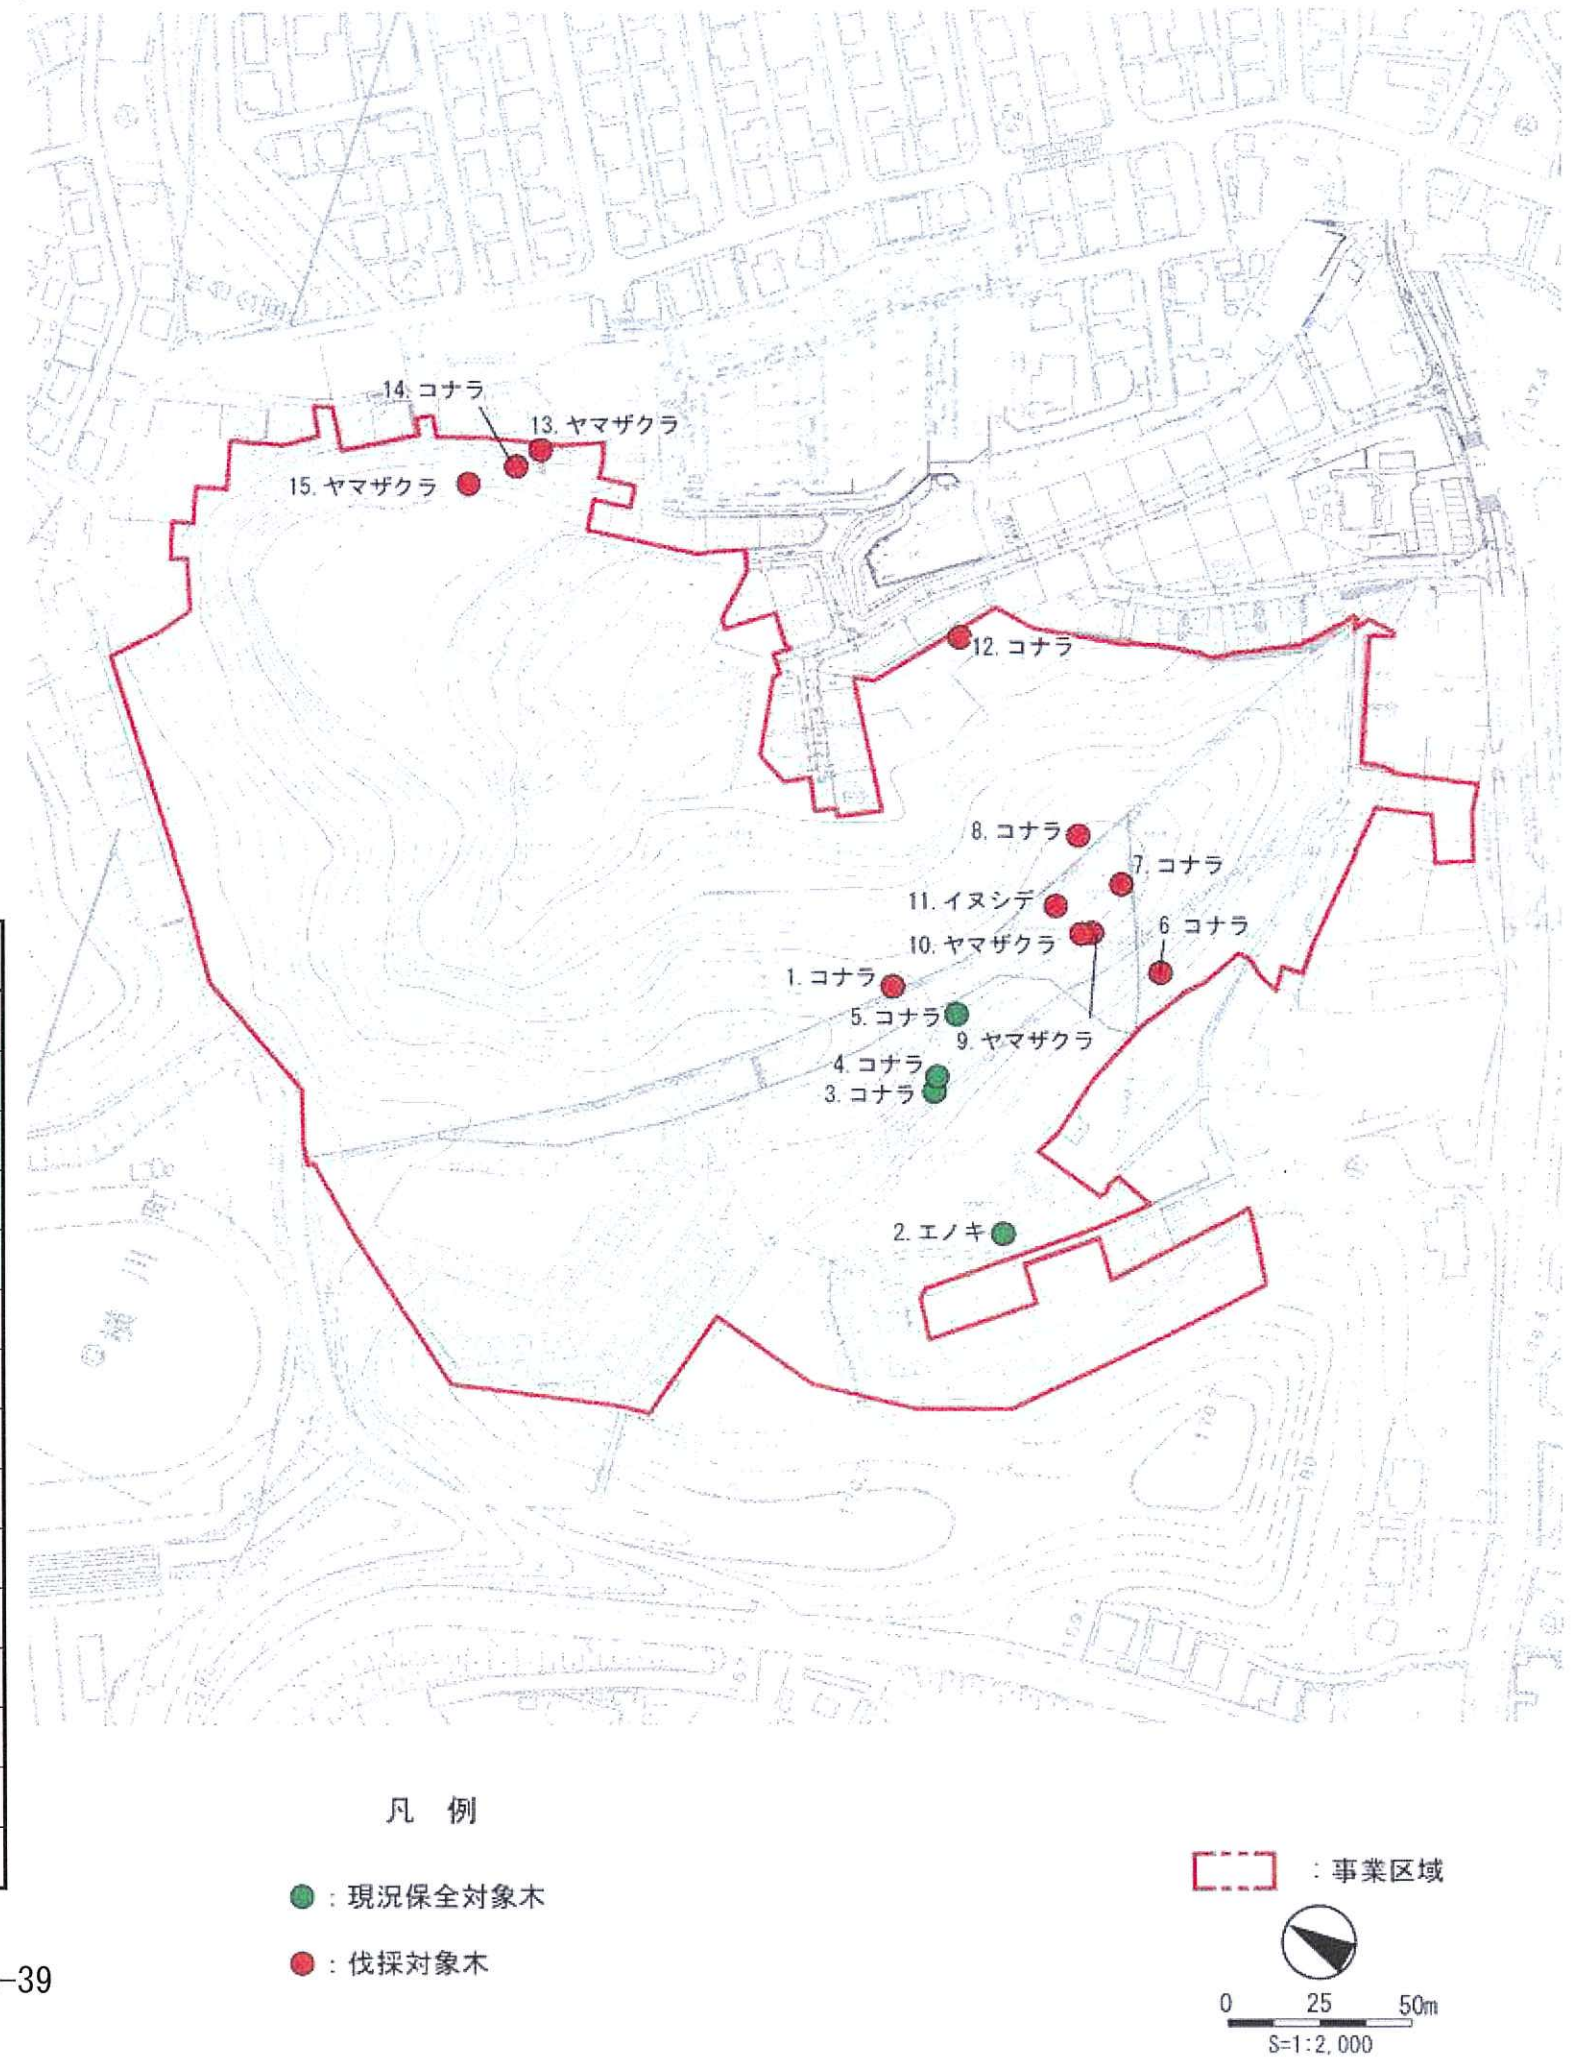 14. コナラ
13. ヤマザクラ
15. ヤマザクラ
12. コナラ
8. コナラ
7. コナラ
11. イヌシデ
6 コナラ
10. ヤマザクラ
1. コナラ
5. コナラ
9. ヤマザクラ
4. コナラ
3. コナラ
2. エノキ
凡 例
：現況保全対象木
：伐採対象木
：事業区域
0 25 50m
S=1:2,000
-39